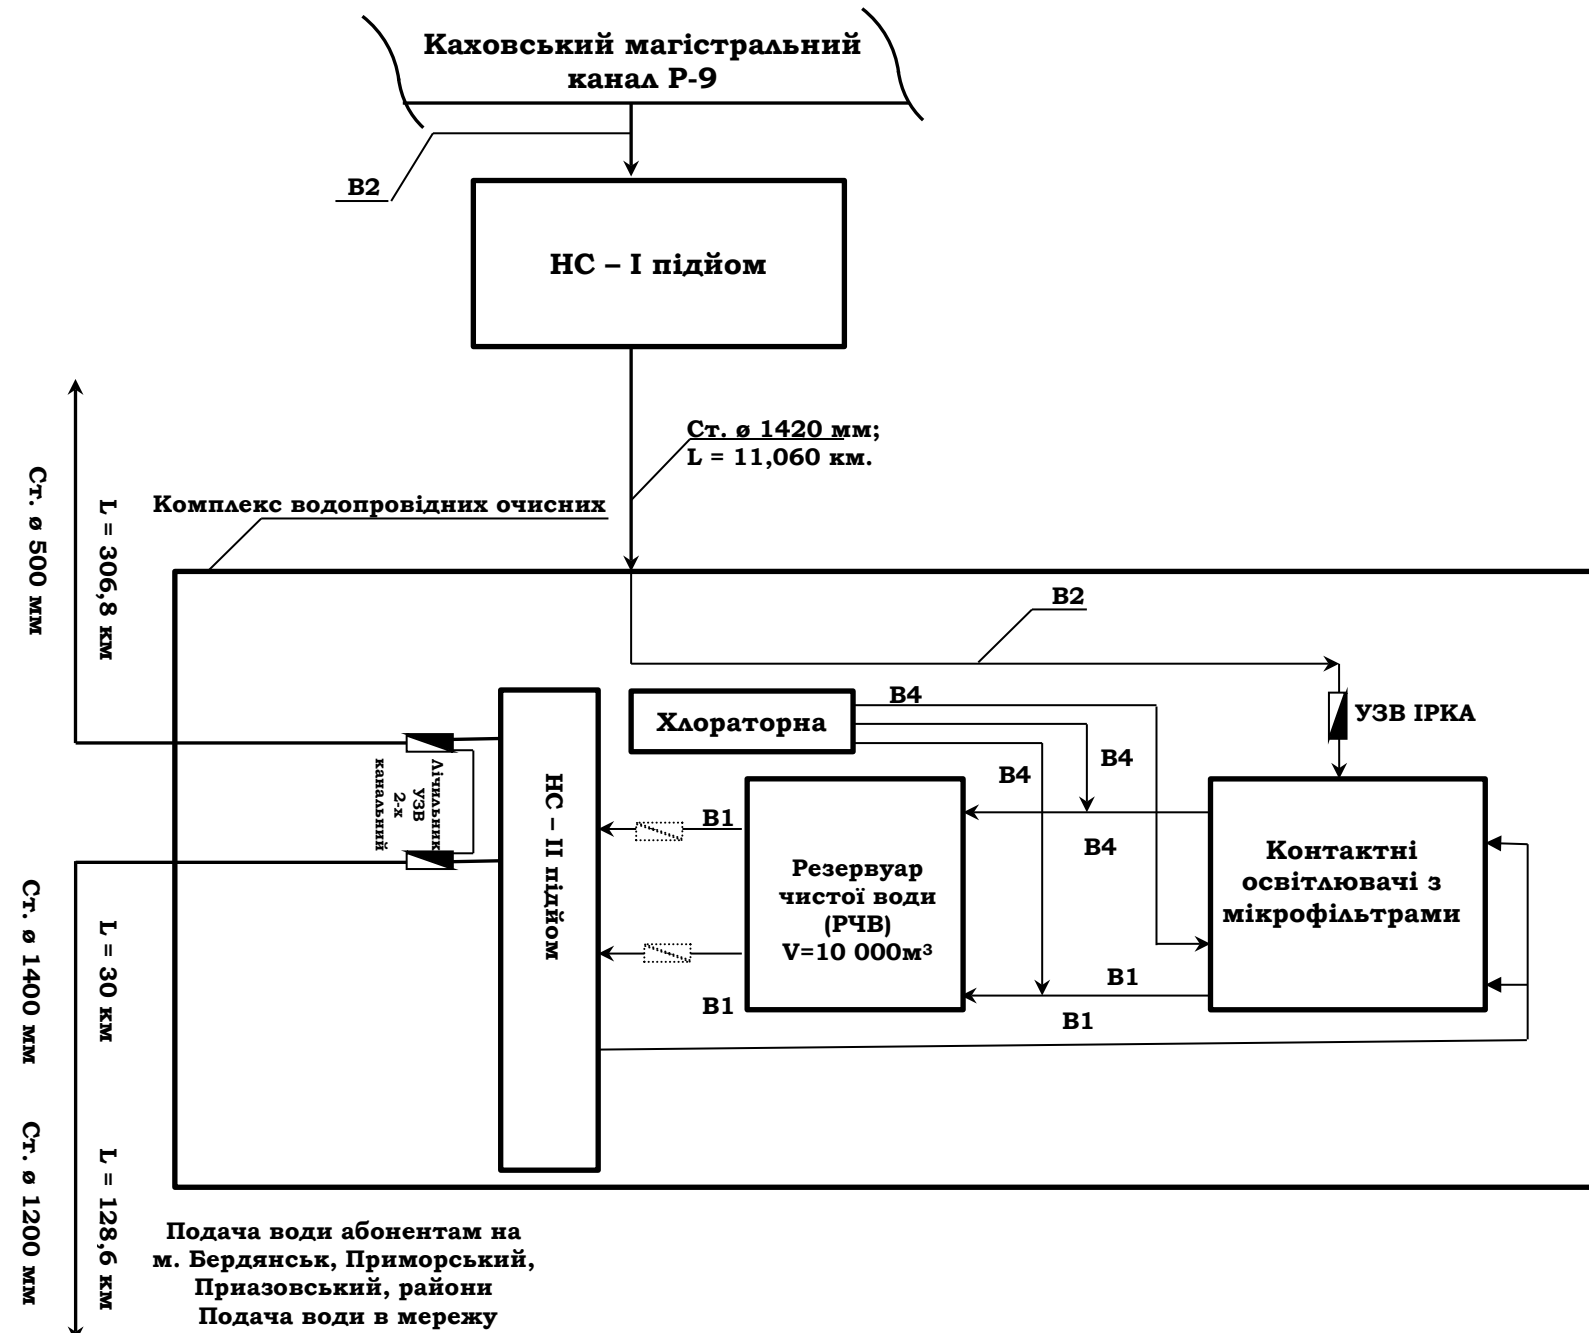 Каховський магістральний
канал Р-9
В2
НС – І підйом
Ст. ø 1420 мм;
L = 11,060 км.
Ст. ø 500 мм
L = 306,8 км
Комплекс водопровідних очисних
В2
Хлораторна
В4
УЗВ ІРКА
В4
В4
Лічильник
УЗВ
2-х
канальний
НС – ІІ підйом
В1
В4
Резервуар
чистої води
(РЧВ)
V=10 000м³
Контактні
освітлювачі з
мікрофільтрами
В1
В1
В1
Ст. ø 1400 мм
L = 30 км
Ст. ø 1200 мм
L = 128,6 км
Подача води абонентам на
м. Бердянськ, Приморський,
Приазовський, райони
Подача води в мережу